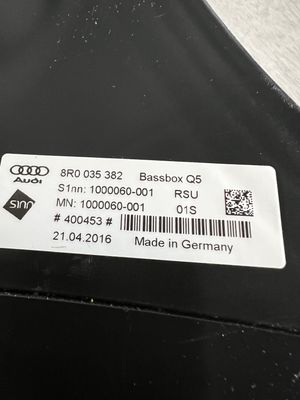 Audi 8R0 035 382 Bassbox Q5
S1nn: 1000060-001 RSU
s1nn MN: 1000060-001 01S
# 400453 #
21.04.2016 Made in Germany